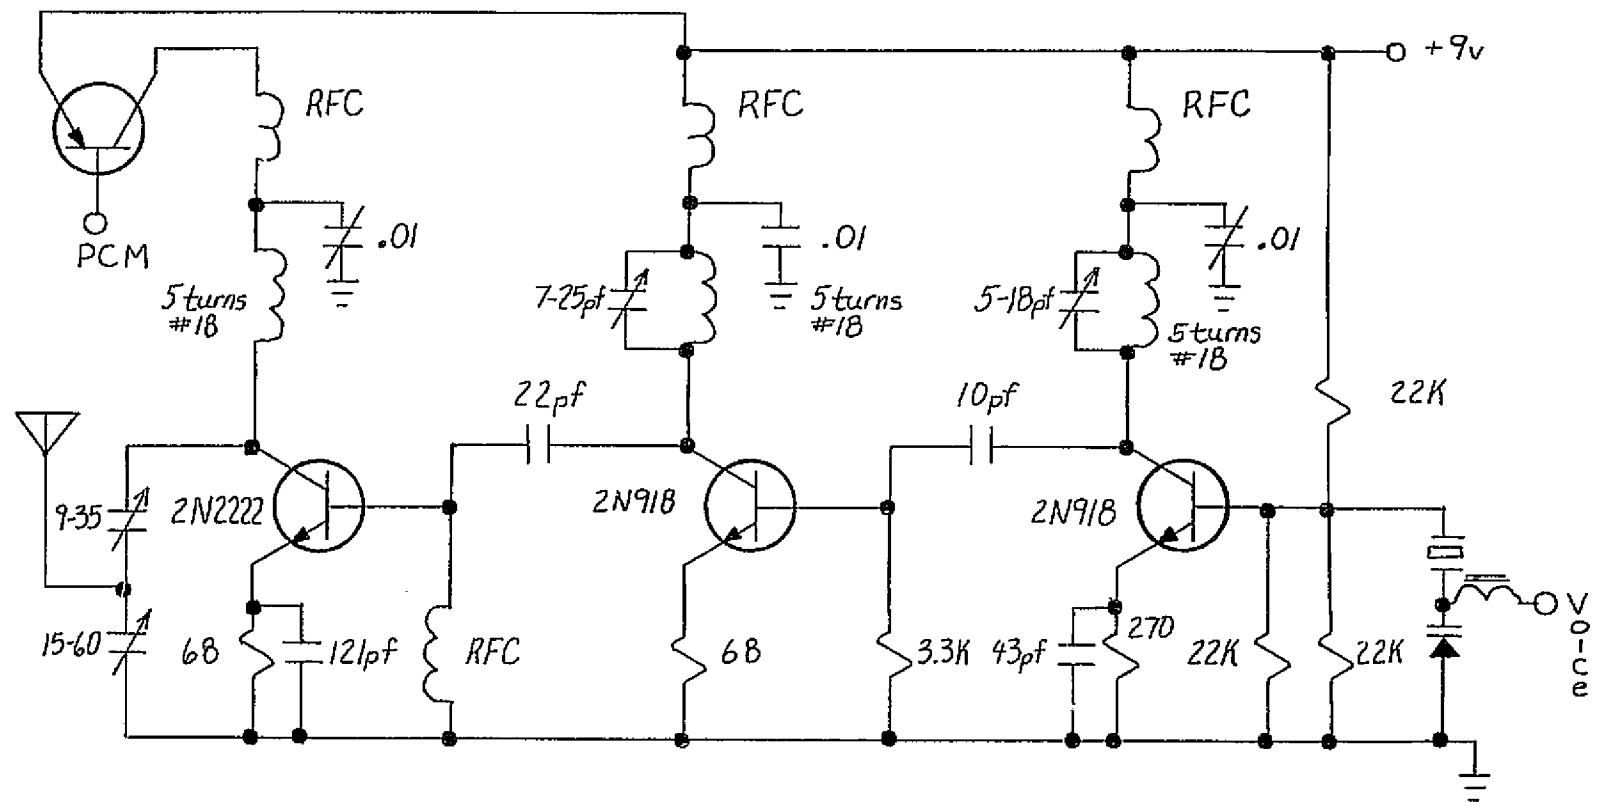 +9v
RFC
RFC
RFC
PCM
.01
.01
.01
5 turns
#18
7-25pf
5 turns
#18
5-18pf
5 turns
#18
22K
22pf
10pf
9-35
2N2222
2N918
2N918
15-60
68
121pf
RFC
68
3.3K
43pf
270
22K
22K
Voice